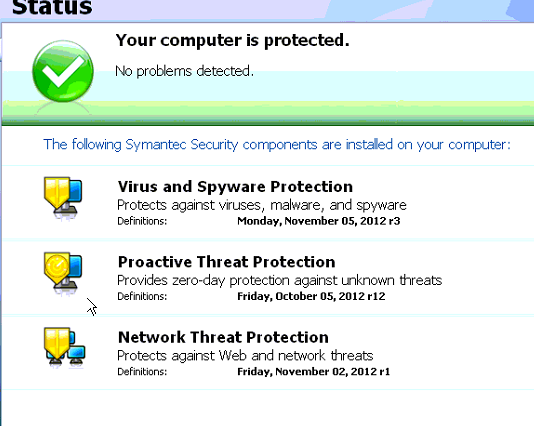 Status
Your computer is protected.
No problems detected.
The following Symantec Security components are installed on your computer:
Virus and Spyware Protection
Protects against viruses, malware, and spyware
Definitions: Monday, November 05, 2012 r3
Proactive Threat Protection
Provides zero-day protection against unknown threats
Definitions: Friday, October 05, 2012 r12
Network Threat Protection
Protects against Web and network threats
Definitions: Friday, November 02, 2012 r1